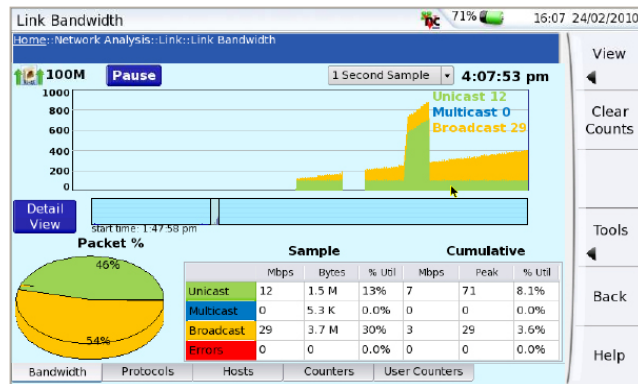 Link Bandwidth
71%
16:07 24/02/2010
Home::Network Analysis::Link::Link Bandwidth
100M
Pause
1 Second Sample
4:07:53 pm
1000
800
600
400
200
0
Unicast 12
Multicast 0
Broadcast 29
Detail View
start time: 1:47:58 pm
Packet %
46%
54%
Sample Cumulative
Mbps Bytes % Util Mbps Peak % Util
Unicast 12 1.5 M 13% 7 71 8.1%
Multicast 0 5.3 K 0.0% 0 0 0.0%
Broadcast 29 3.7 M 30% 3 29 3.6%
Errors 0 0 0.0% 0 0 0.0%
Bandwidth Protocols Hosts Counters User Counters
View
Clear Counts
Tools
Back
Help